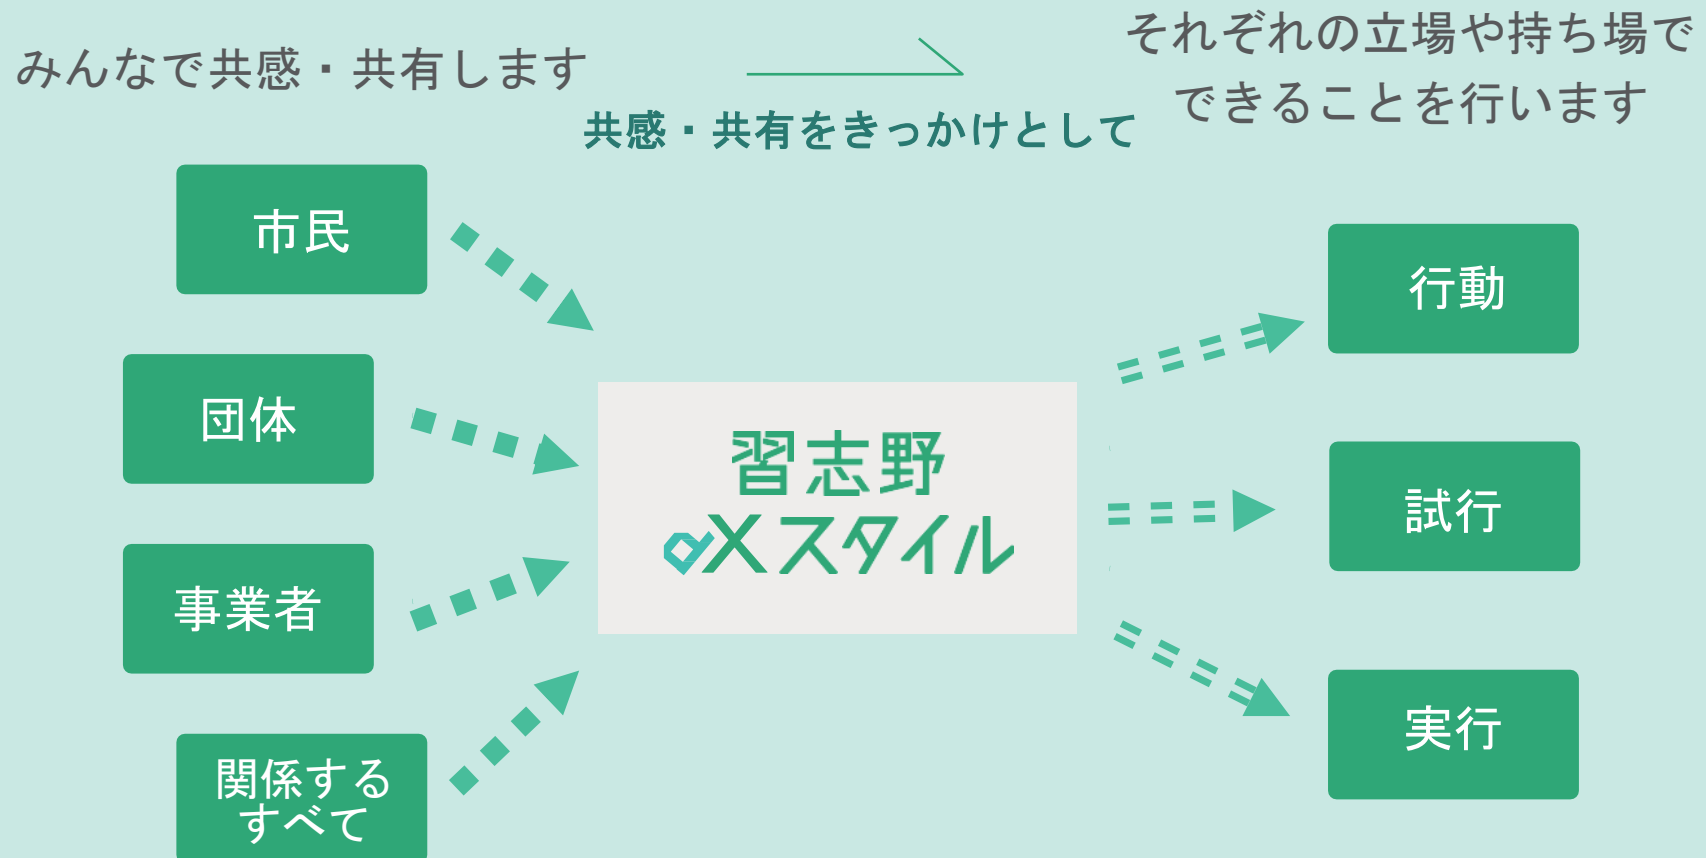 みんなで共感・共有します
共感・共有をきっかけとして
それぞれの立場や持ち場で
できることを行います
市民
団体
事業者
関係する
すべて
習志野
αXスタイル
行動
試行
実行